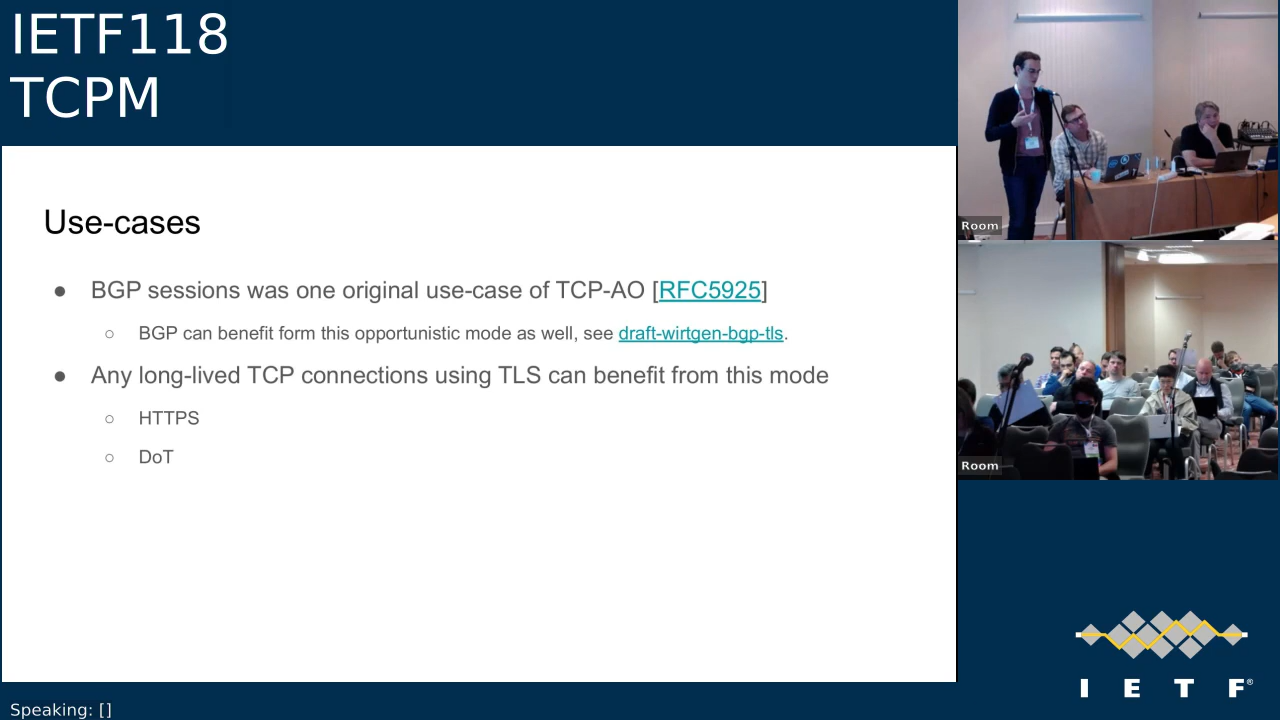 IETF118
TCPM
Use-cases
● BGP sessions was one original use-case of TCP-AO [RFC5925]
○ BGP can benefit form this opportunistic mode as well, see draft-wirtgen-bgp-tls.
● Any long-lived TCP connections using TLS can benefit from this mode
○ HTTPS
○ DoT
Room
Room
I E T F®
Speaking: []